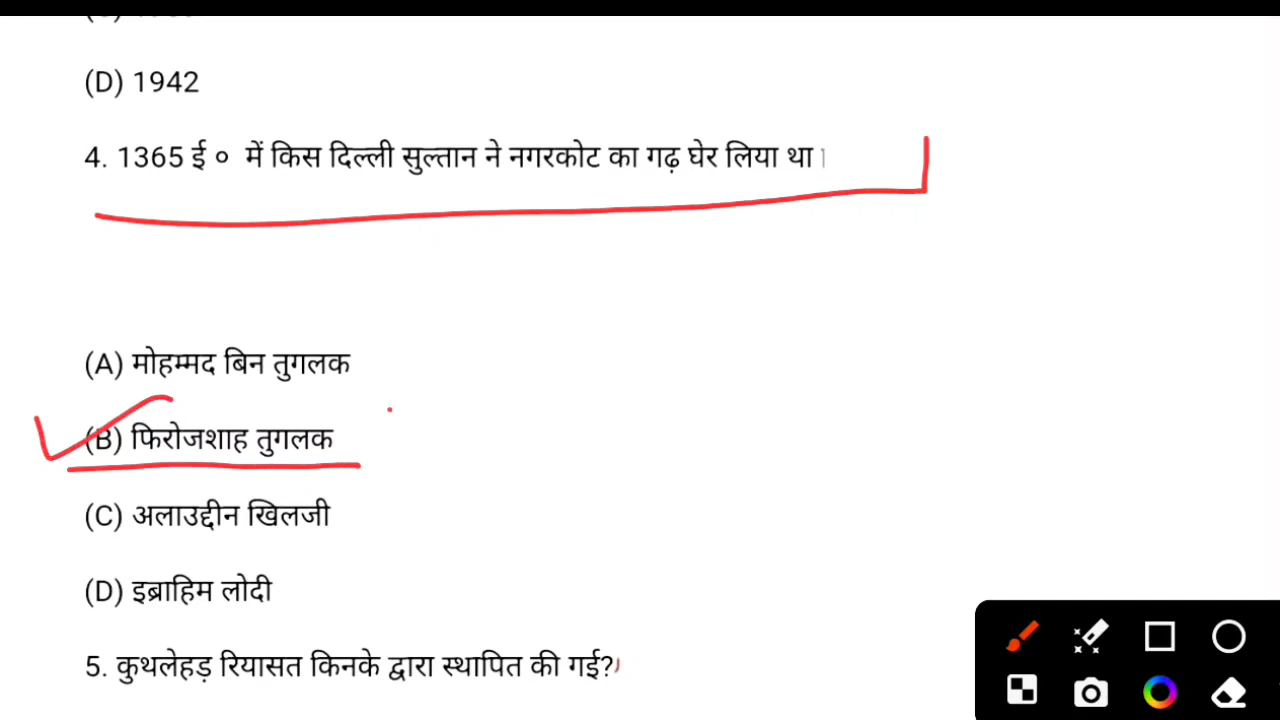 (D) 1942
4. 1365 ई ० में किस दिल्ली सुल्तान ने नगरकोट का गढ़ घेर लिया था।
(A) मोहम्मद बिन तुगलक
(B) फिरोजशाह तुगलक
(C) अलाउद्दीन खिलजी
(D) इब्राहिम लोदी
5. कुथलेहड़ रियासत किनके द्वारा स्थापित की गई?